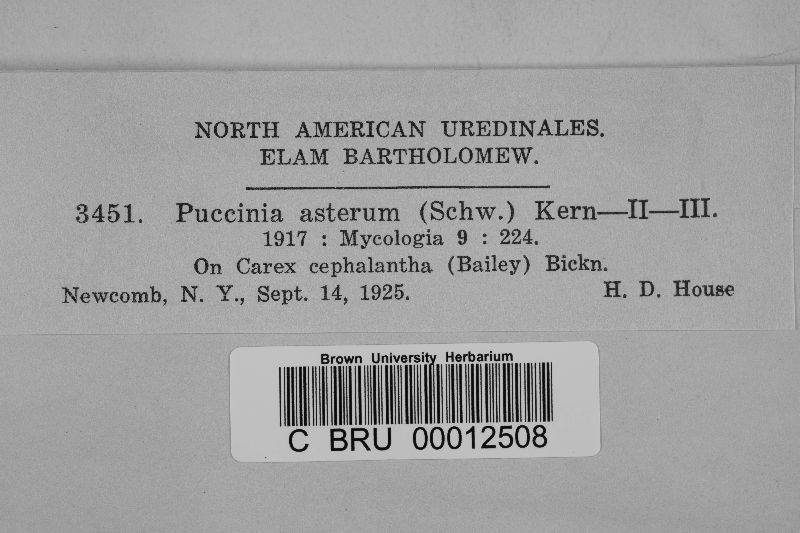 NORTH AMERICAN UREDINALES.
ELAM BARTHOLOMEW.
3451. Puccinia asterum (Schw.) Kern—II—III.
1917 : Mycologia 9 : 224.
On Carex cephalantha (Bailey) Bickn.
Newcomb, N. Y., Sept. 14, 1925. H. D. House
Brown University Herbarium
C BRU 00012508